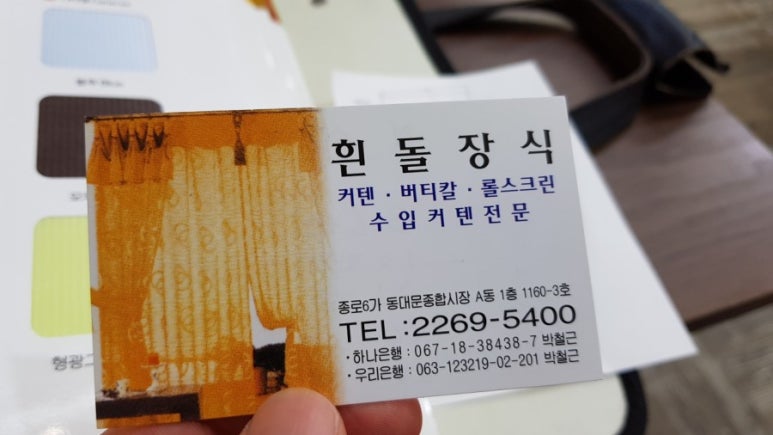 흰돌장식
커텐 · 버티칼 · 롤스크린
수입커텐전문
종로6가 동대문종합시장 A동 1층 1160-3호
TEL : 2269-5400
· 하나은행 : 067-18-38438-7 박철근
· 우리은행 : 063-123219-02-201 박철근
형광그